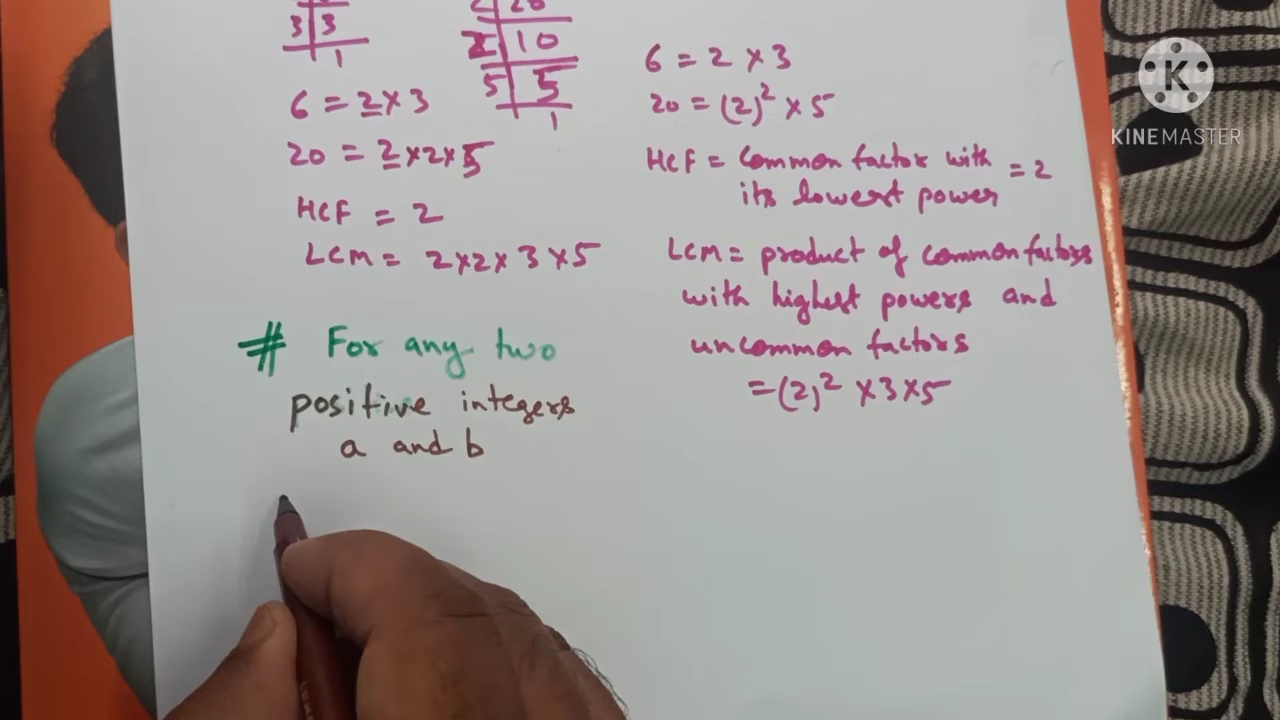 3 3
1
2 20
2 10
5 5
1
6 = 2 × 3
20 = 2 × 2 × 5
HCF = 2
LCM = 2 × 2 × 3 × 5
# For any two
positive integers
a and b
6 = 2 × 3
20 = (2)² × 5
HCF = Common factor with = 2
its lowest power
LCM = product of common factors
with highest powers and
uncommon factors
= (2)² × 3 × 5
K
KINEMASTER